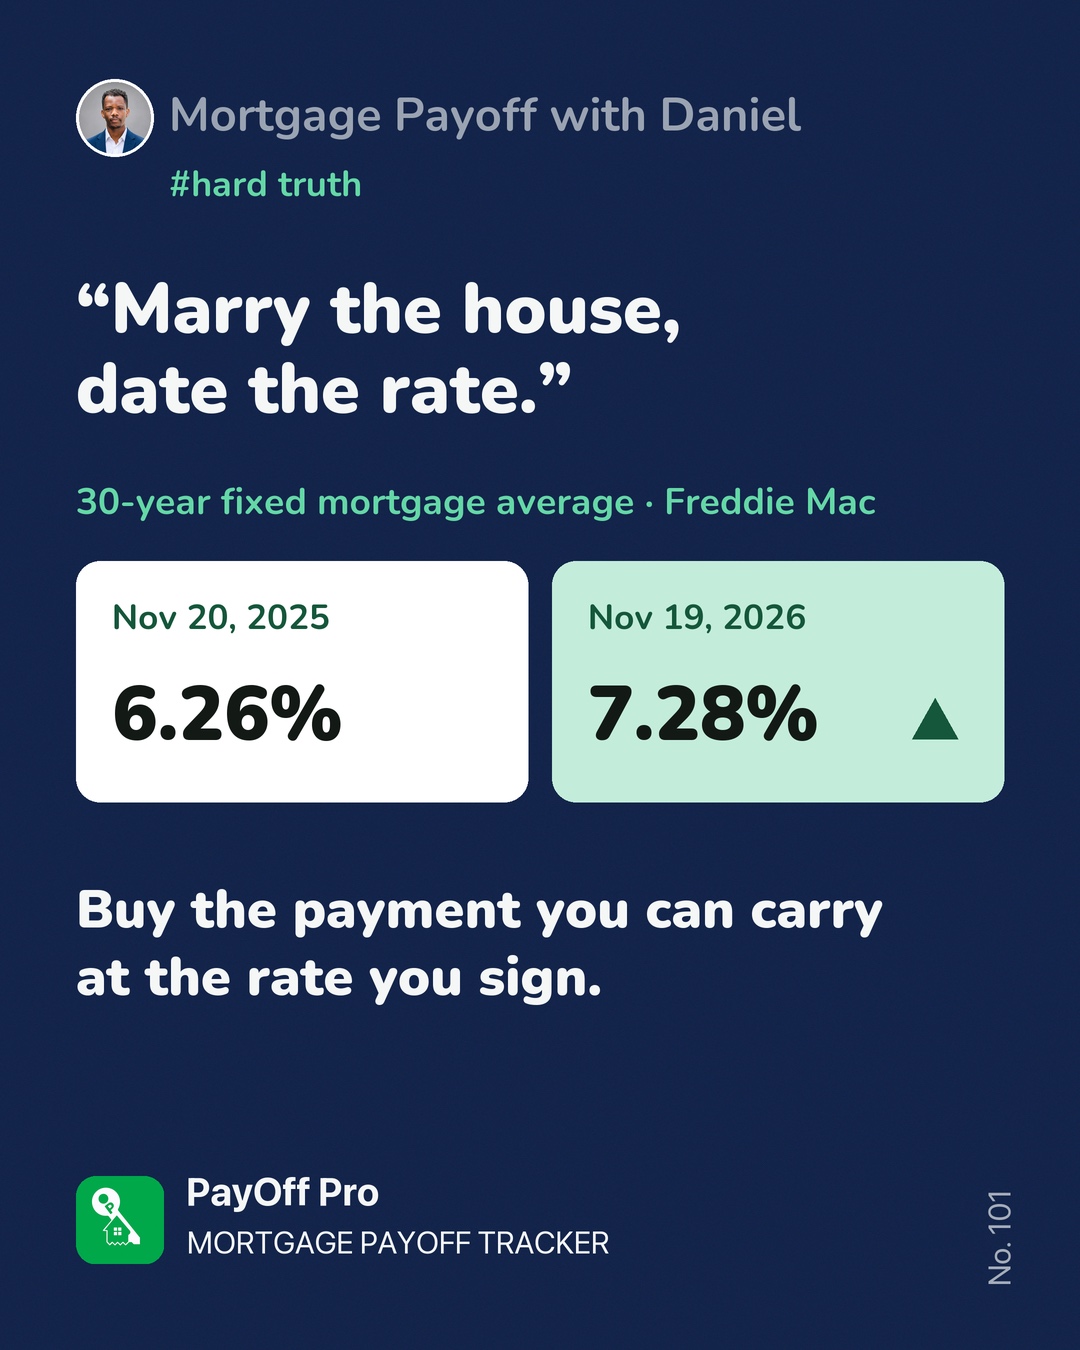 Mortgage Payoff with Daniel
#hard truth
“Marry the house,
date the rate.”
30-year fixed mortgage average · Freddie Mac
Nov 20, 2025
6.26%
Nov 19, 2026
7.28%
Buy the payment you can carry
at the rate you sign.
PayOff Pro
MORTGAGE PAYOFF TRACKER
No. 101